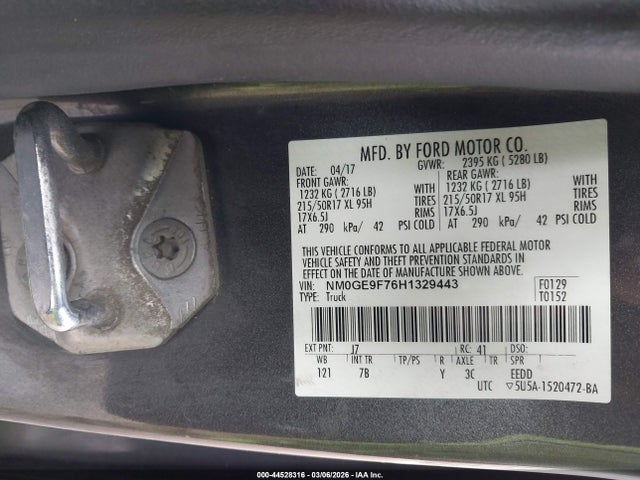 MFD. BY FORD MOTOR CO.
DATE: 04/17 GVWR: 2395 KG ( 5280 LB)
FRONT GAWR: REAR GAWR:
1232 KG ( 2716 LB) WITH 1232 KG ( 2716 LB) WITH
215/50R17 XL 95H TIRES 215/50R17 XL 95H TIRES
17X6.5J RIMS 17X6.5J RIMS
AT 290 kPa/ 42 PSI COLD AT 290 kPa/ 42 PSI COLD
THIS VEHICLE CONFORMS TO ALL APPLICABLE FEDERAL MOTOR
VEHICLE SAFETY AND THEFT PREVENTION STANDARDS IN
EFFECT ON THE DATE OF MANUFACTURE SHOWN ABOVE.
VIN: NM0GE9F76H1329443 F0129
TYPE: Truck T0152
EXT PNT: J7 RC: 41 DSO:
WB INT TR TP/PS R AXLE TR SPR
121 7B Y 3C EEDD
UTC ▽5U5A-1520472-BA
000-44528316 - 03/06/2026 - IAA Inc.